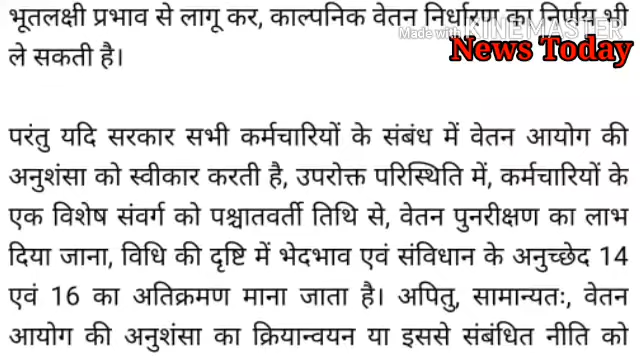 भूतलक्षी प्रभाव से लागू कर, काल्पनिक वेतन निर्धारण का निर्णय भी
Made with KINEMASTER
ले सकती है।
News Today
परंतु यदि सरकार सभी कर्मचारियों के संबंध में वेतन आयोग की
अनुशंसा को स्वीकार करती है, उपरोक्त परिस्थिति में, कर्मचारियों के
एक विशेष संवर्ग को पश्चातवर्ती तिथि से, वेतन पुनरीक्षण का लाभ
दिया जाना, विधि की दृष्टि में भेदभाव एवं संविधान के अनुच्छेद 14
एवं 16 का अतिक्रमण माना जाता है। अपितु, सामान्यतः, वेतन
आयोग की अनुशंसा का क्रियान्वयन या इससे संबंधित नीति को